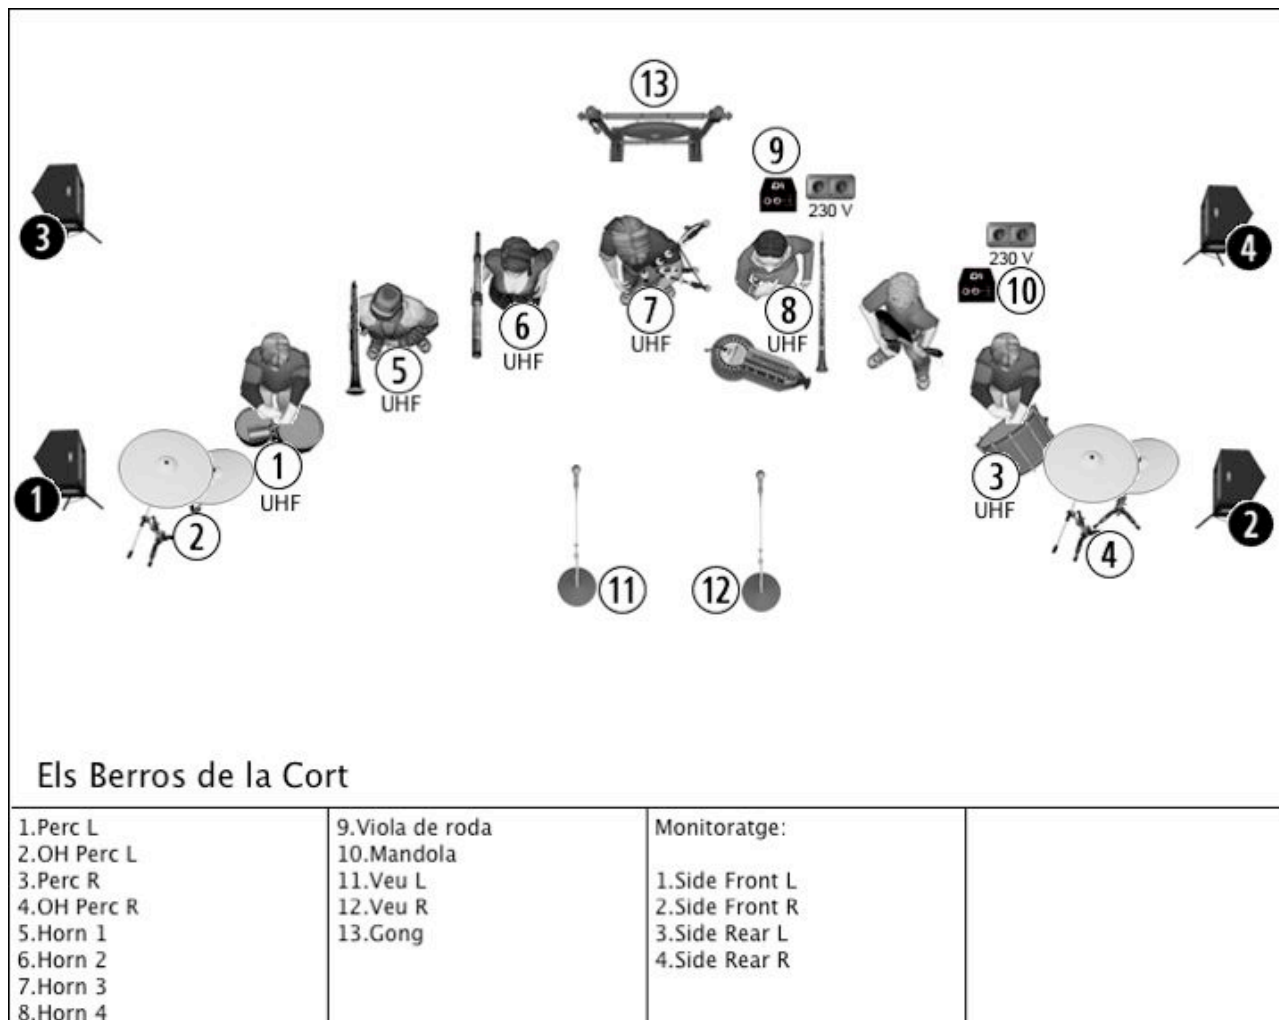 13
9
230 V
3
4
230 V
10
6
UHF
7
UHF
8
UHF
5
UHF
1
UHF
3
UHF
1
2
2
4
11
12
Els Berros de la Cort
1.Perc L
2.OH Perc L
3.Perc R
4.OH Perc R
5.Horn 1
6.Horn 2
7.Horn 3
8.Horn 4
9.Viola de roda
10.Mandola
11.Veu L
12.Veu R
13.Gong
Monitoratge:
1.Side Front L
2.Side Front R
3.Side Rear L
4.Side Rear R